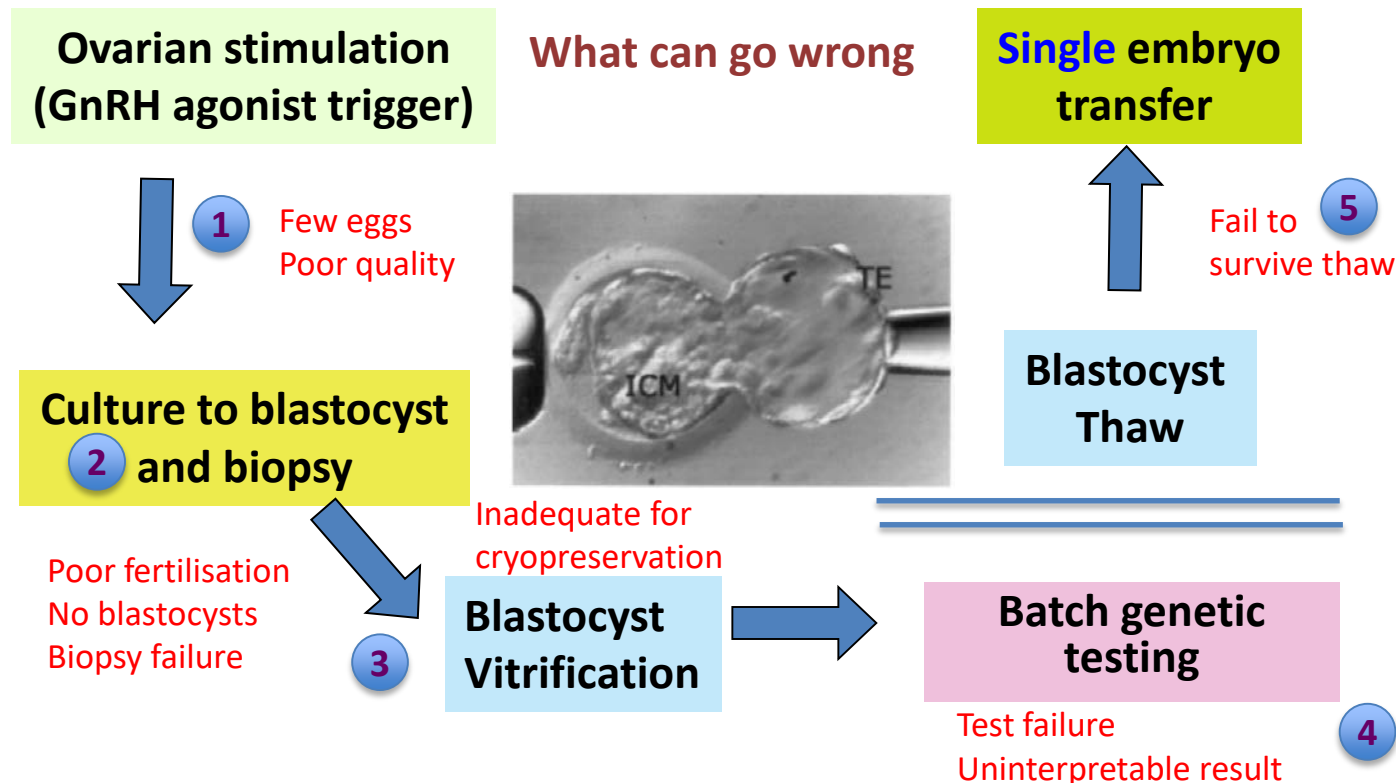 Ovarian stimulation
(GnRH agonist trigger)
What can go wrong
Single embryo
transfer
1
Few eggs
Poor quality
5
Fail to
survive thaw
TE
ICM
Culture to blastocyst
2
and biopsy
Blastocyst
Thaw
Poor fertilisation
No blastocysts
Biopsy failure
3
Inadequate for
cryopreservation
Blastocyst
Vitrification
Batch genetic
testing
Test failure
Uninterpretable result
4